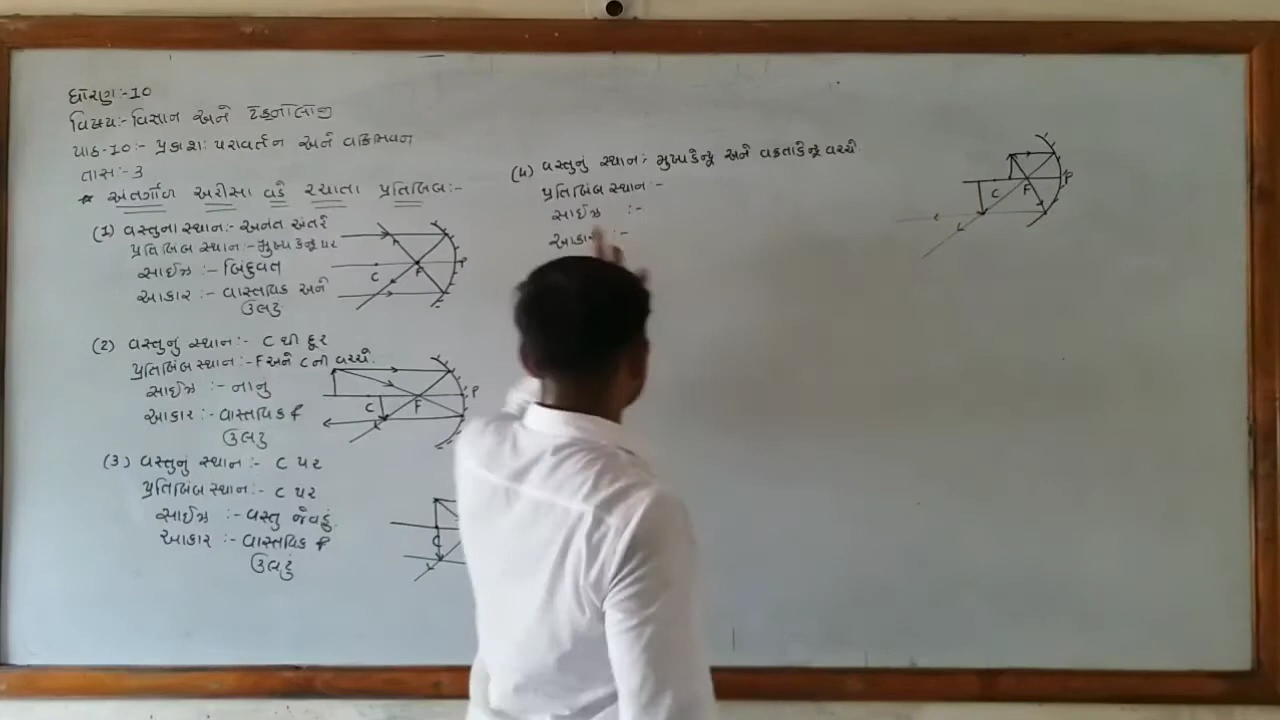 ધોરણ:-10
વિષય:- વિજ્ઞાન અને ટેકનોલોજી
પાઠ-10:- પ્રકાશ: પરાવર્તન અને વક્રિભવન
તાસ:-3
* અંતર્ગોળ અરીસા વડે રચાતા પ્રતિબિંબ:-
(1) વસ્તુના સ્થાન:- અનંત અંતરે
પ્રતિબિંબ સ્થાન:- મુખ્ય કેન્દ્ર પર
સાઈઝ :- બિંદુવત
આકાર :- વાસ્તવિક અને
ઉલટુ
C F P
(2) વસ્તુનું સ્થાન:- C થી દૂર
પ્રતિબિંબ સ્થાન:- F અને C ની વચ્ચે.
સાઈઝ :- નાનુ
આકાર :- વાસ્તવિક f
ઉલટુ
C F P
(3) વસ્તુનું સ્થાન:- C પર
પ્રતિબિંબ સ્થાન:- C પર
સાઈઝ :- વસ્તુ જેવડું.
આકાર :- વાસ્તવિક f
ઉલટું
C
(4) વસ્તુનું સ્થાન:- મુખ્યકેન્દ્ર અને વક્રતાકેન્દ્ર વચ્ચે.
પ્રતિબિંબ સ્થાન:-
સાઈઝ :-
આકાર :-
C F P